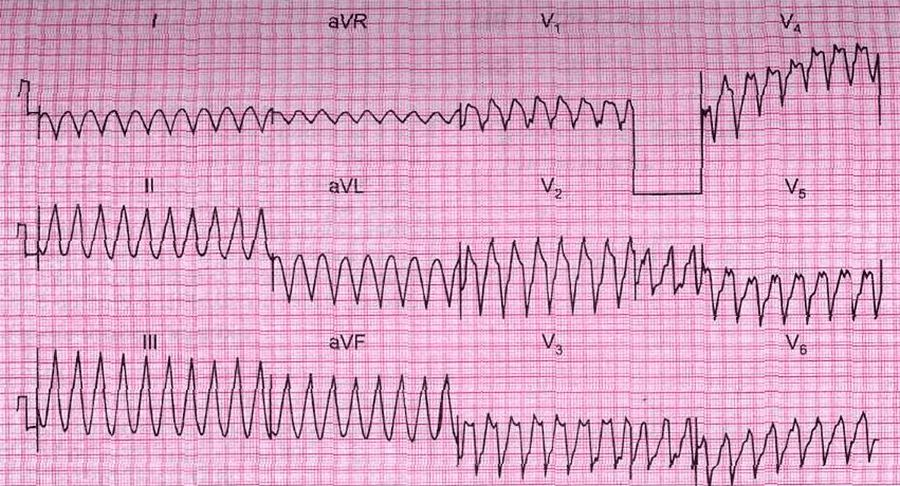 I aVR V₁ V₄
II aVL V₂ V₅
III aVF V₃ V₆